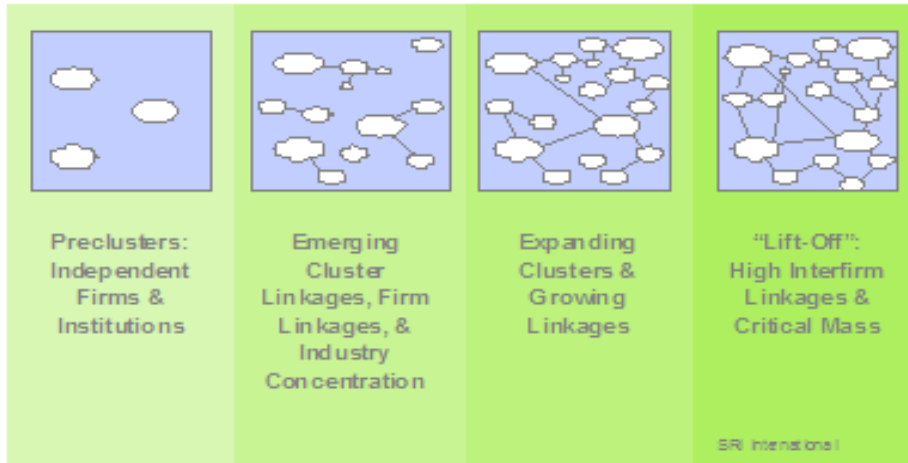 Preclusters:
Independent
Firms &
Institutions
Emerging
Cluster
Linkages, Firm
Linkages, &
Industry
Concentration
Expanding
Clusters &
Growing
Linkages
“Lift-Off”:
High Interfirm
Linkages &
Critical Mass
SRI International